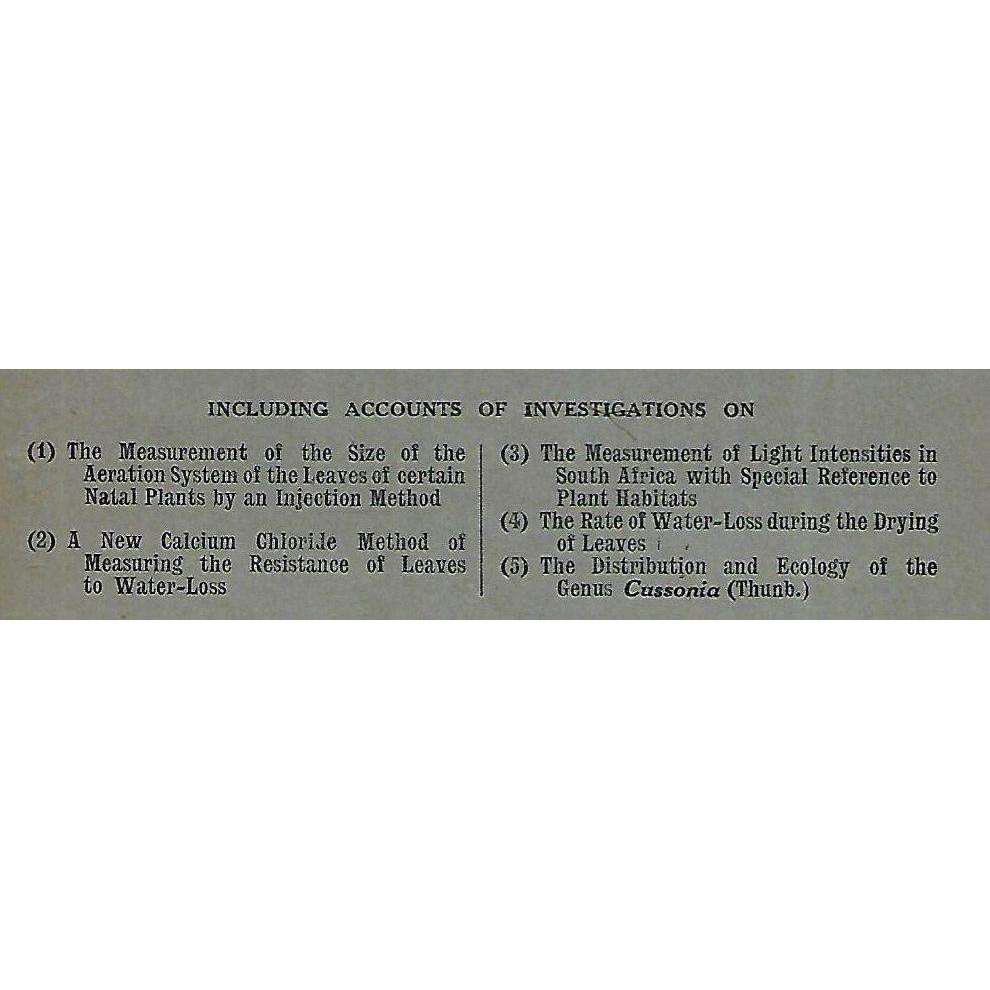 INCLUDING ACCOUNTS OF INVESTIGATIONS ON
(1) The Measurement of the Size of the
Aeration System of the Leaves of certain
Natal Plants by an Injection Method
(2) A New Calcium Chloride Method of
Measuring the Resistance of Leaves
to Water-Loss
(3) The Measurement of Light Intensities in
South Africa with Special Reference to
Plant Habitats
(4) The Rate of Water-Loss during the Drying
of Leaves
(5) The Distribution and Ecology of the
Genus Cussonia (Thunb.)